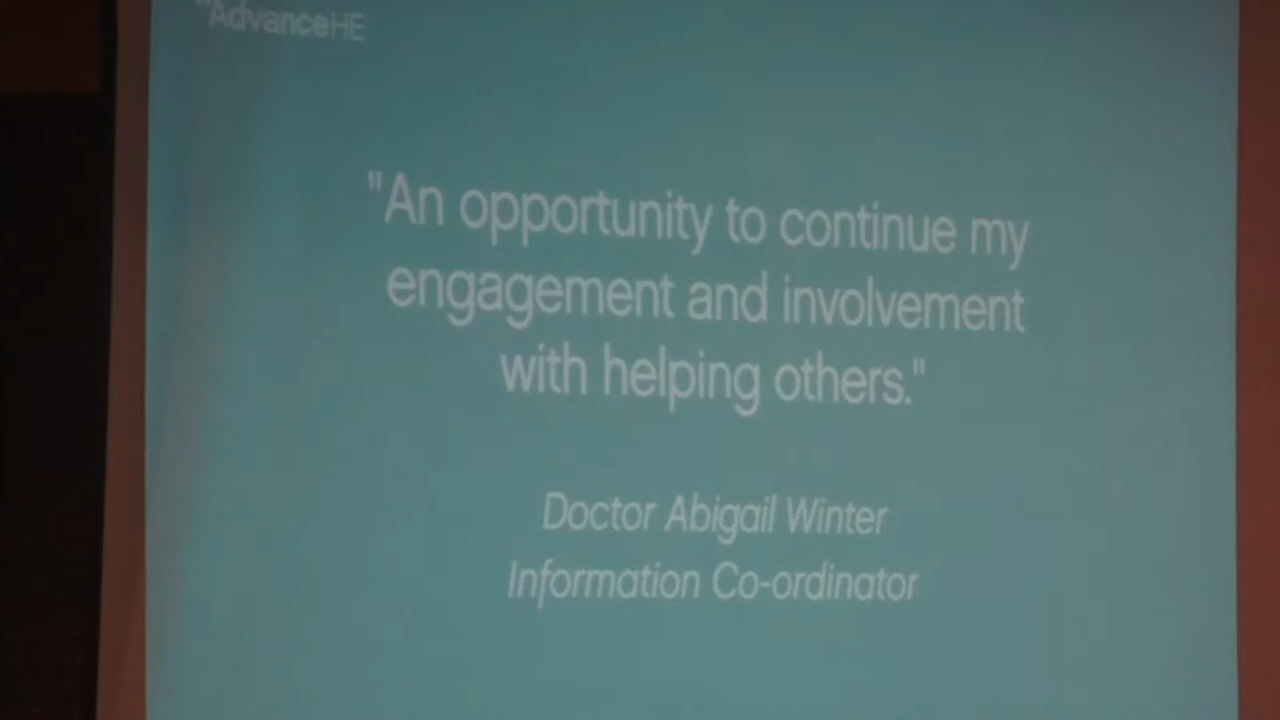 AdvanceHE
"An opportunity to continue my
engagement and involvement
with helping others."
Doctor Abigail Winter
Information Co-ordinator